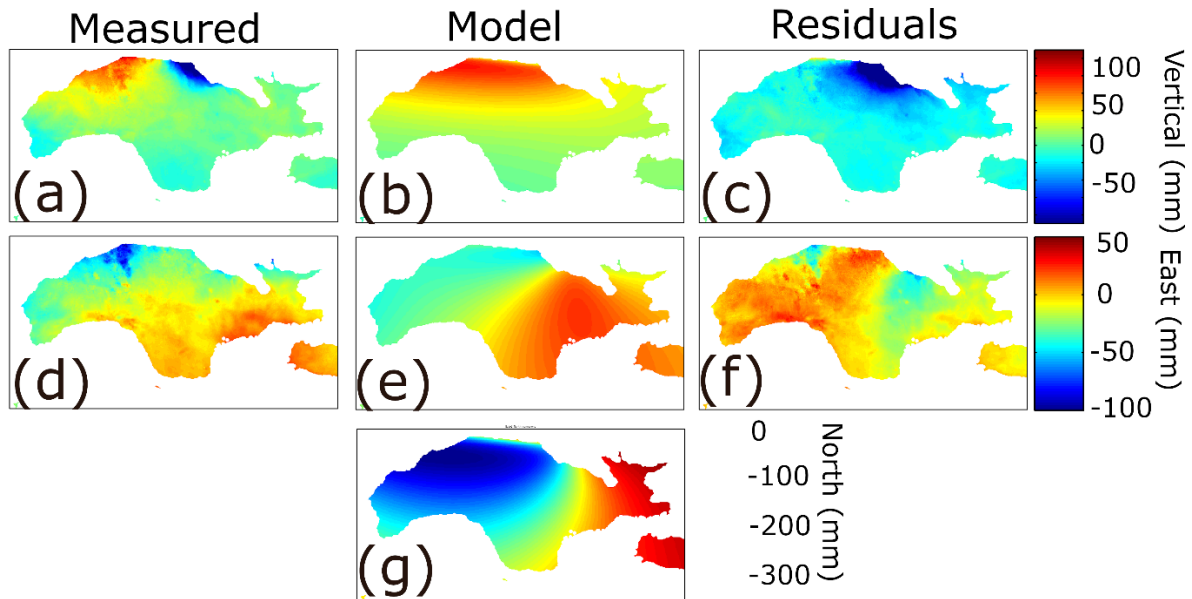 Measured
Model
Residuals
(a)
(b)
(c)
100
50
0
-50
Vertical (mm)
(d)
(e)
(f)
50
0
-50
-100
East (mm)
(g)
0
-100
-200
-300
North (mm)